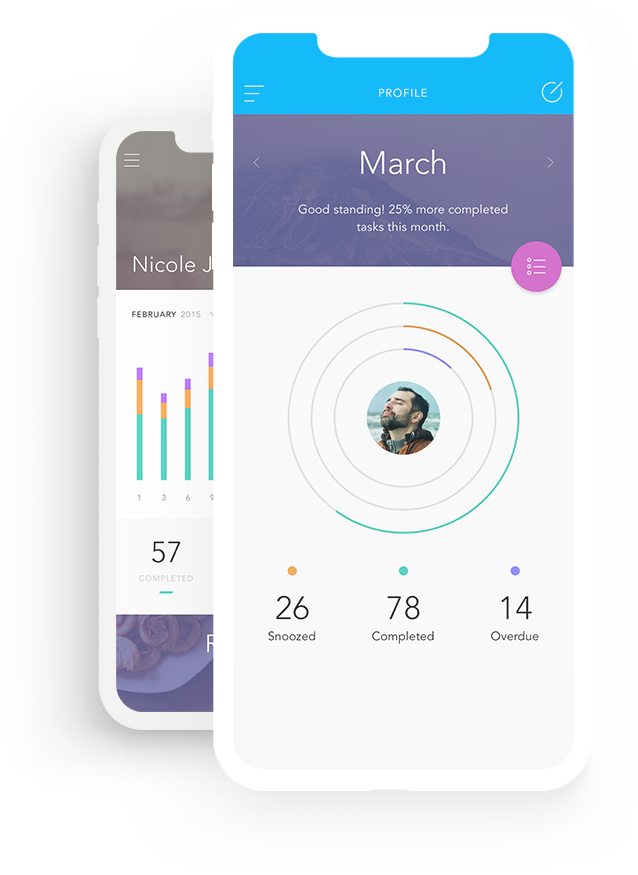 PROFILE
March
Good standing! 25% more completed
tasks this month.
26
Snoozed
78
Completed
14
Overdue
Nicole J
FEBRUARY 2015
1 3 6 9
57
COMPLETED